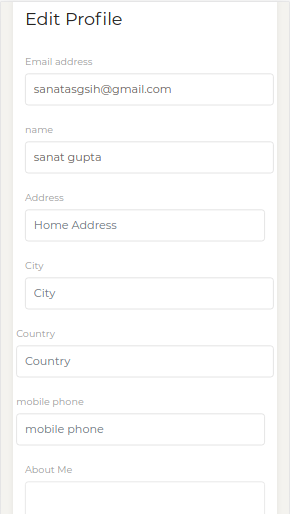 Edit Profile
Email address
sanatasgsih@gmail.com
name
sanat gupta
Address
Home Address
City
City
Country
Country
mobile phone
mobile phone
About Me